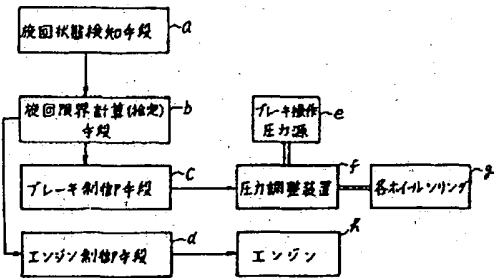 旋回状態検知手段
a
旋回限界計算(推定)
手段
b
ブレーキ操作
圧力源
e
ブレーキ制御手段
c
圧力調整装置
f
各ホイールシリンダ
g
エンジン制御手段
d
エンジン
h